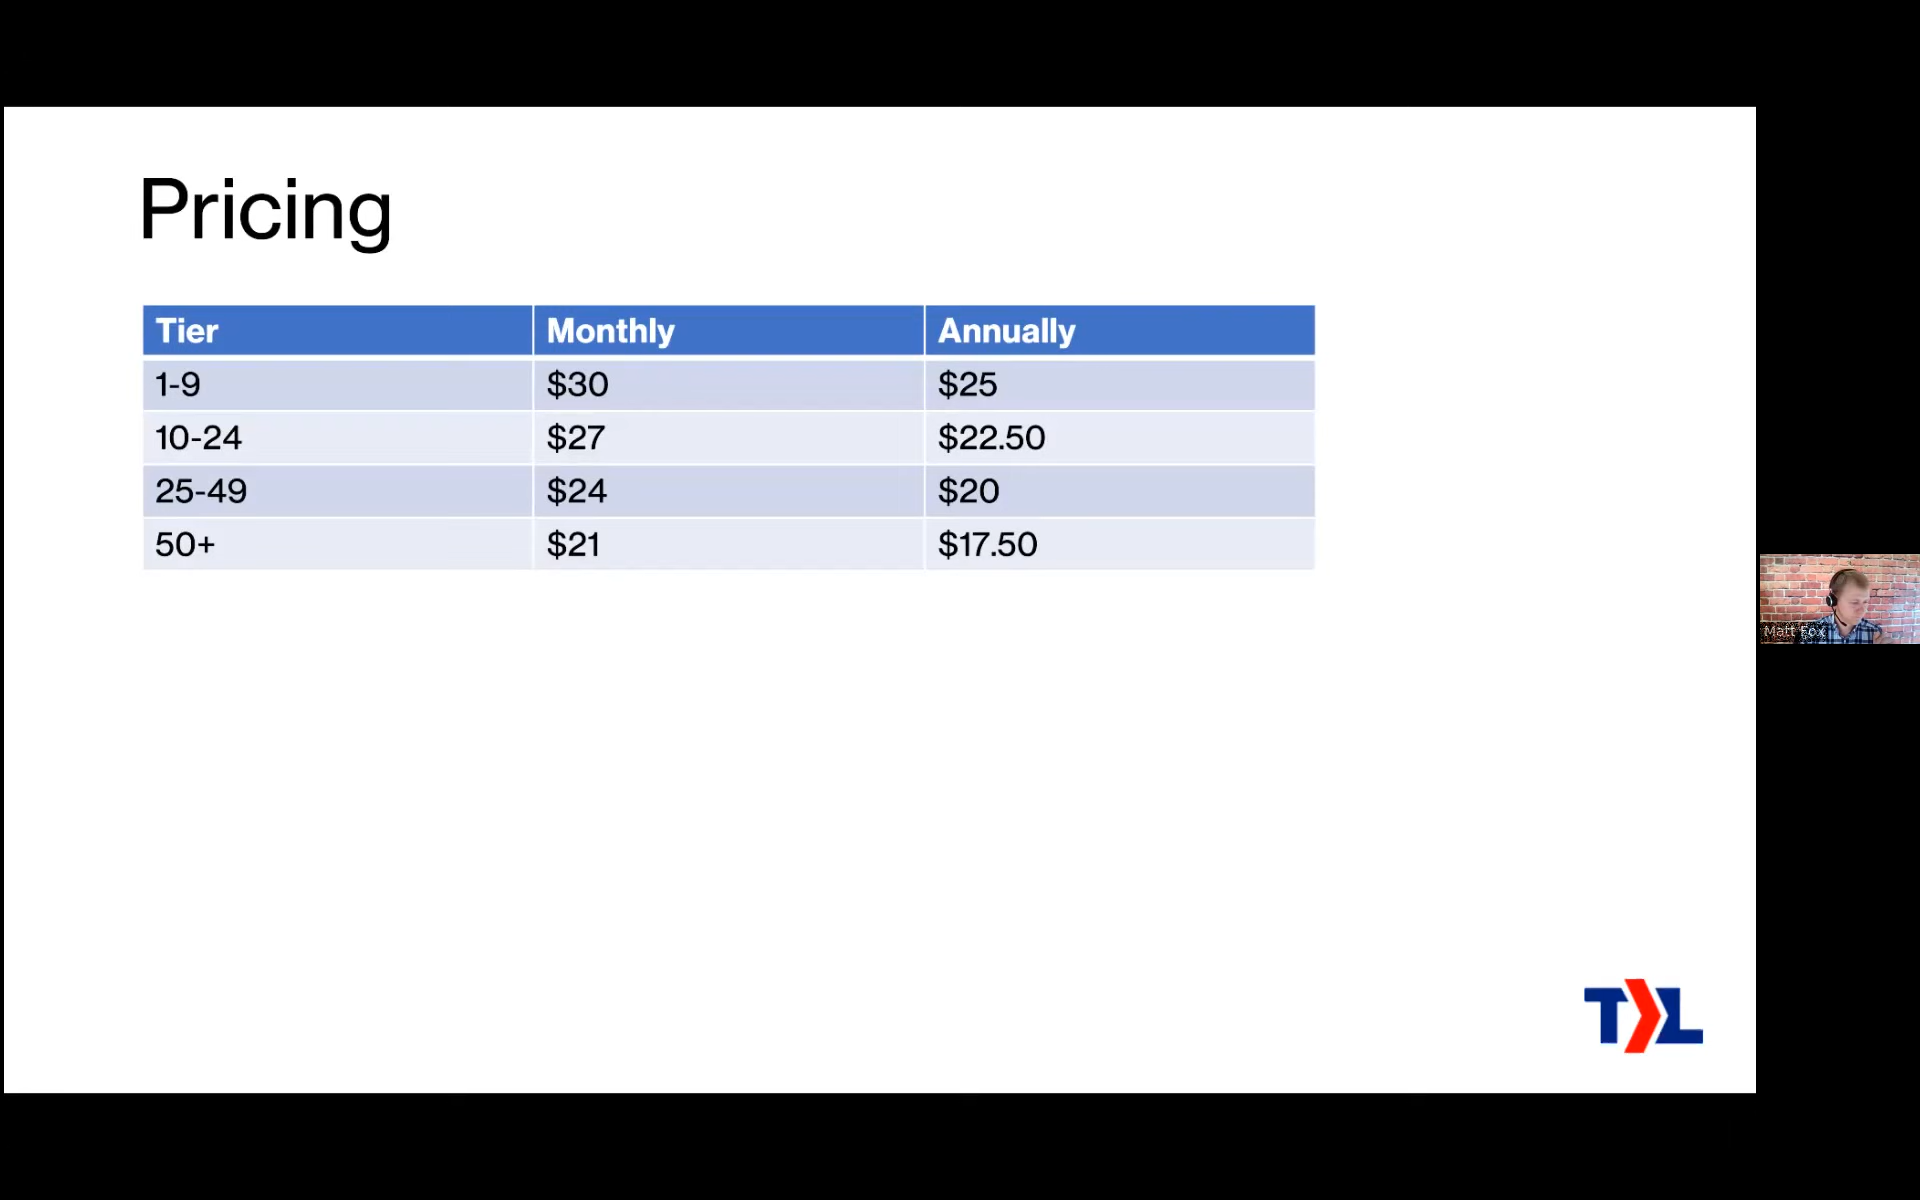 Pricing
Tier Monthly Annually
1-9 $30 $25
10-24 $27 $22.50
25-49 $24 $20
50+ $21 $17.50
Matt Fox
TL